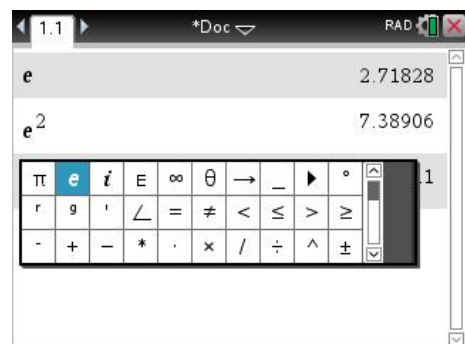 1.1 *Doc RAD
e 2.71828
e² 7.38906
π e i E ∞ θ → _ ▶ °
r g ' ∠ = ≠ < ≤ > ≥
- + − * · × / ÷ ^ ±